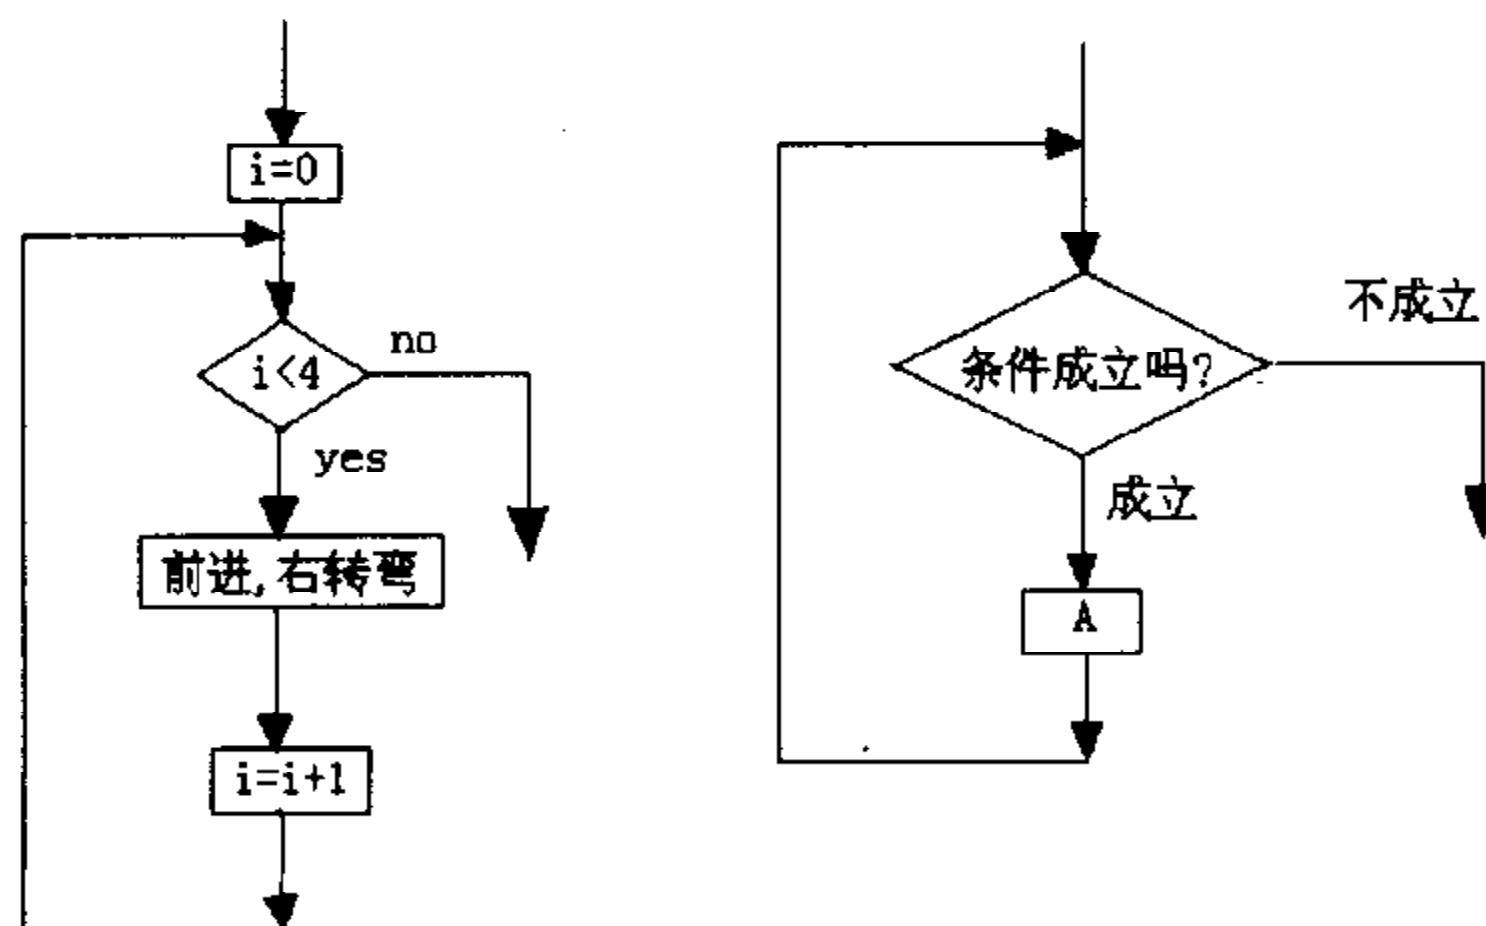 i=0
i<4
no
yes
前进,右转弯
i=i+1
不成立
条件成立吗?
成立
A